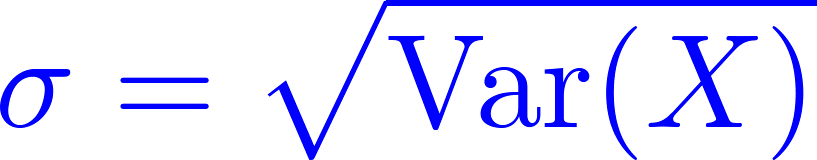 σ = √Var(X)